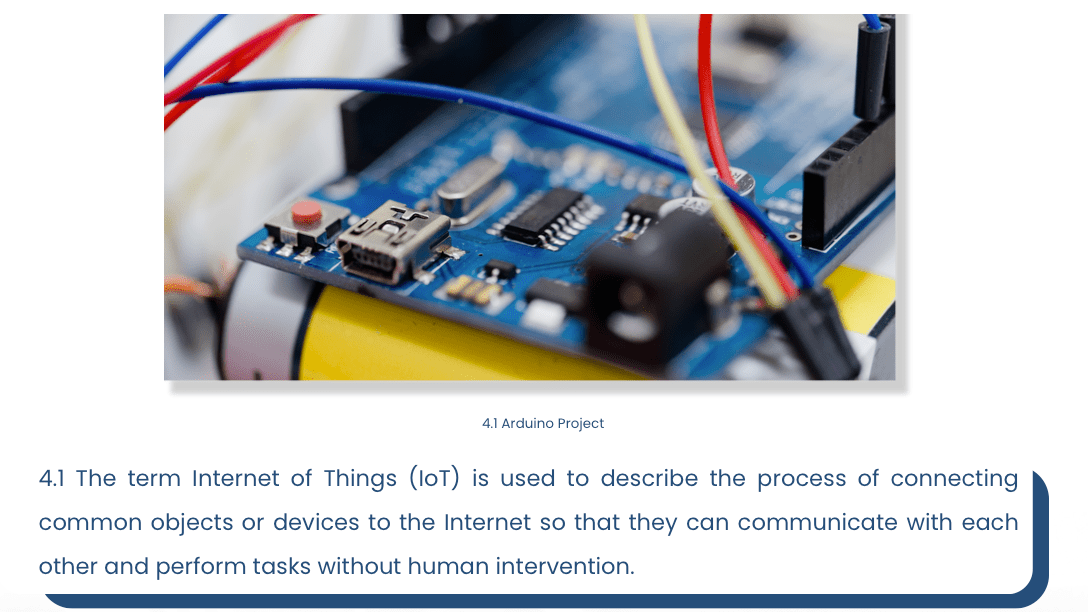 4.1 Arduino Project
4.1 The term Internet of Things (IoT) is used to describe the process of connecting
common objects or devices to the Internet so that they can communicate with each
other and perform tasks without human intervention.